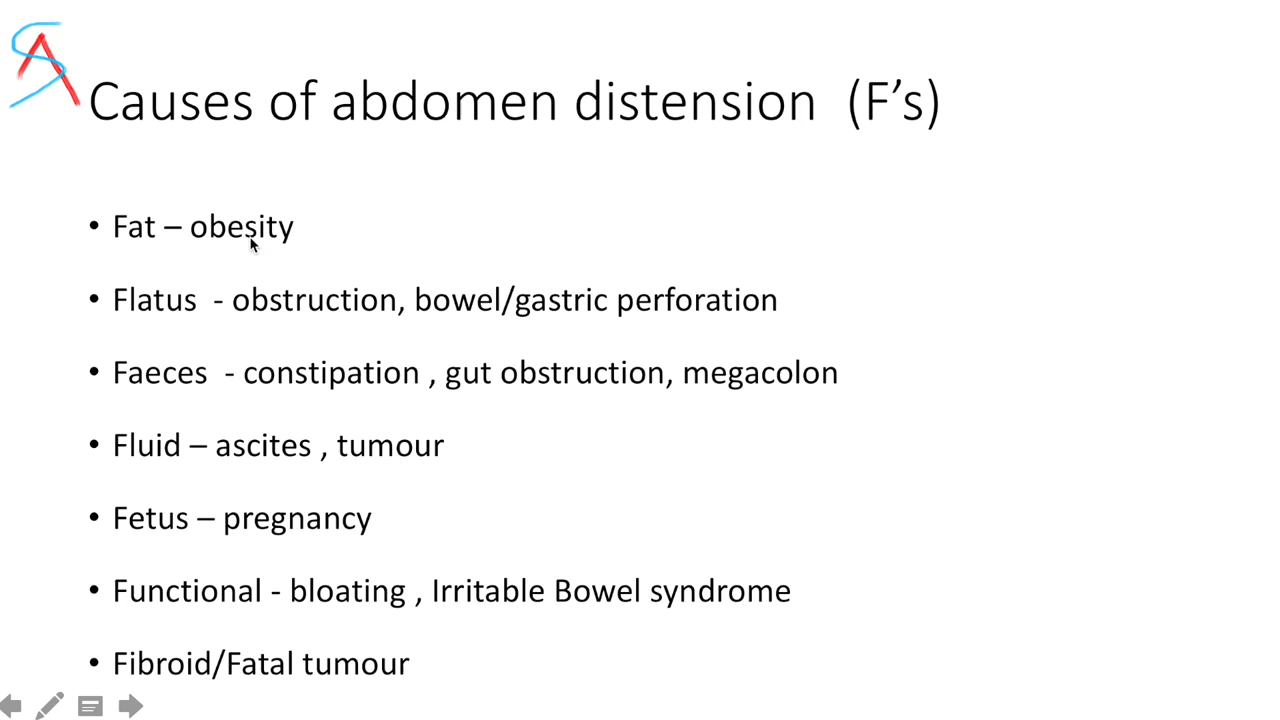 Causes of abdomen distension (F's)
• Fat – obesity
• Flatus - obstruction, bowel/gastric perforation
• Faeces - constipation , gut obstruction, megacolon
• Fluid – ascites , tumour
• Fetus – pregnancy
• Functional - bloating , Irritable Bowel syndrome
• Fibroid/Fatal tumour